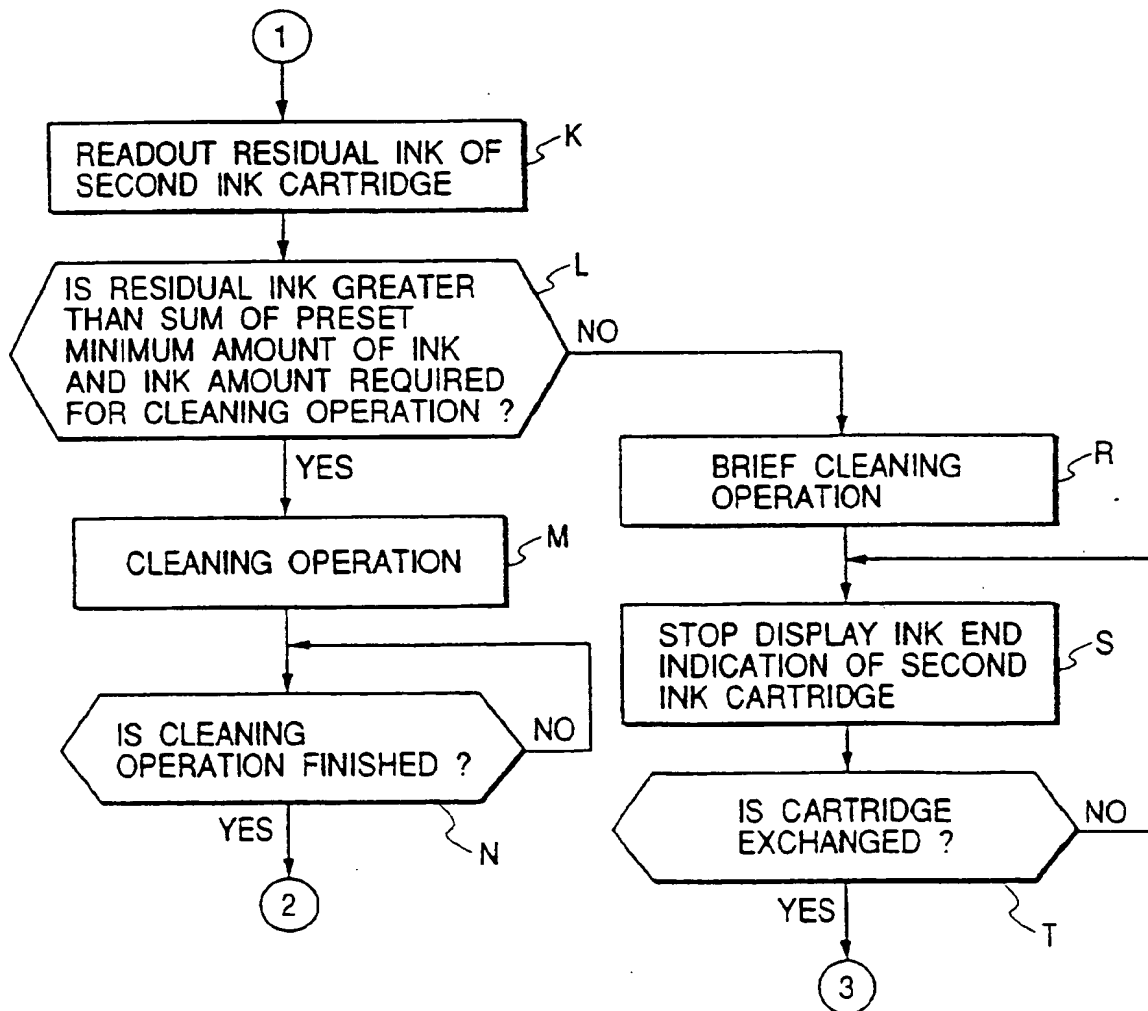 1
READOUT RESIDUAL INK OF
SECOND INK CARTRIDGE
K
IS RESIDUAL INK GREATER
THAN SUM OF PRESET
MINIMUM AMOUNT OF INK
AND INK AMOUNT REQUIRED
FOR CLEANING OPERATION ?
L
NO
YES
CLEANING OPERATION
M
IS CLEANING
OPERATION FINISHED ?
NO
YES
N
2
BRIEF CLEANING
OPERATION
R
STOP DISPLAY INK END
INDICATION OF SECOND
INK CARTRIDGE
S
IS CARTRIDGE
EXCHANGED ?
NO
YES
T
3